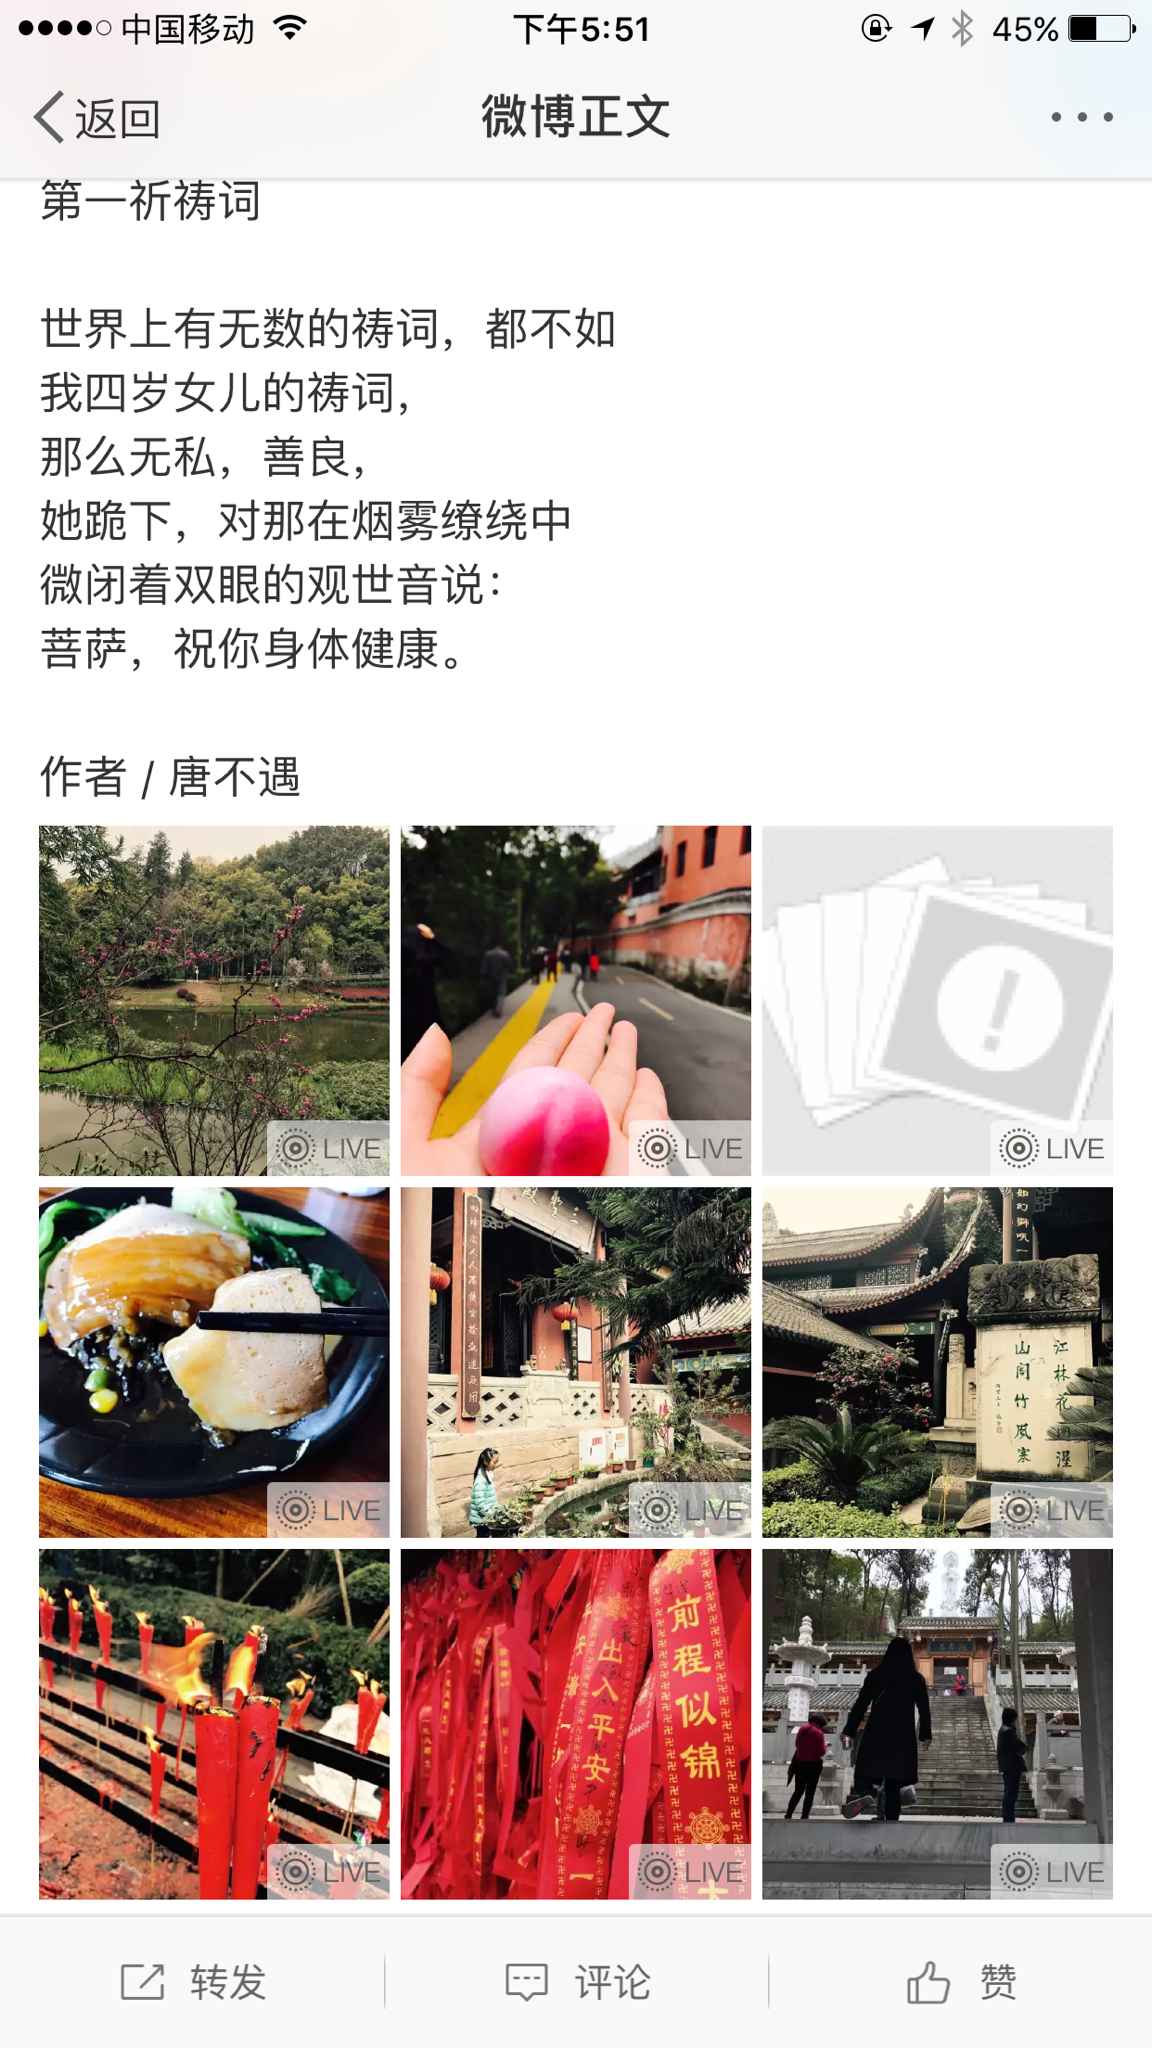 中国移动
下午5:51
45%
返回
微博正文
第一祈祷词
世界上有无数的祷词，都不如
我四岁女儿的祷词，
那么无私，善良，
她跪下，对那在烟雾缭绕中
微闭着双眼的观世音说：
菩萨，祝你身体健康。
作者 / 唐不遇
LIVE
LIVE
LIVE
LIVE
LIVE
江林花
山阁竹风寒
LIVE
LIVE
出入平安
前程似锦
LIVE
LIVE
转发
评论
赞